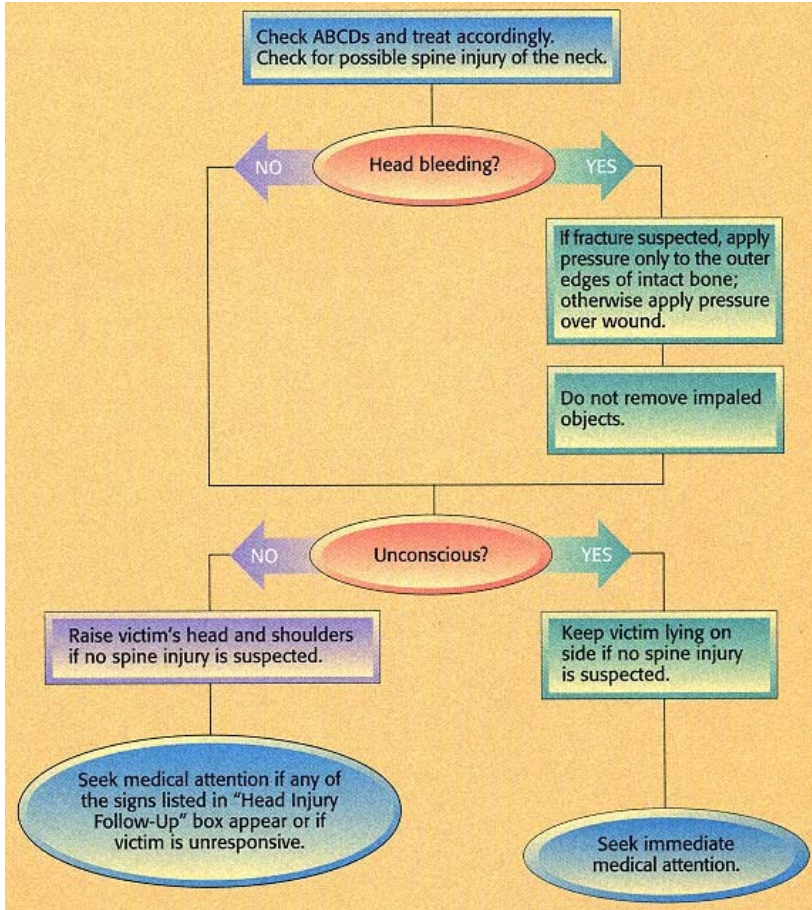 Check ABCDs and treat accordingly.
Check for possible spine injury of the neck.
NO
Head bleeding?
YES
If fracture suspected, apply
pressure only to the outer
edges of intact bone;
otherwise apply pressure
over wound.
Do not remove impaled
objects.
NO
Unconscious?
YES
Raise victim's head and shoulders
if no spine injury is suspected.
Keep victim lying on
side if no spine injury
is suspected.
Seek medical attention if any of
the signs listed in "Head Injury
Follow-Up" box appear or if
victim is unresponsive.
Seek immediate
medical attention.